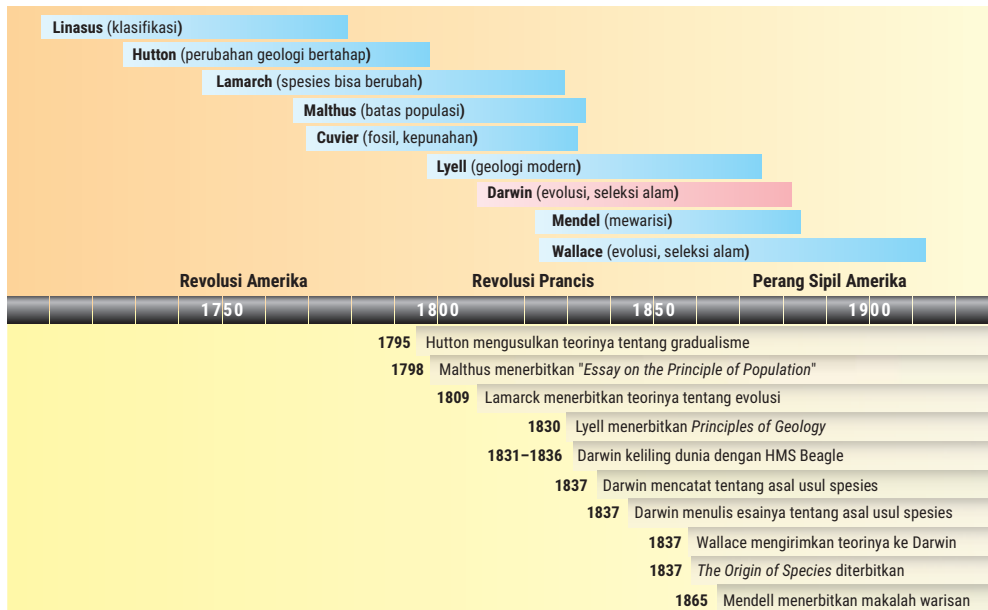 Linasus (klasifikasi)
Hutton (perubahan geologi bertahap)
Lamarch (spesies bisa berubah)
Malthus (batas populasi)
Cuvier (fosil, kepunahan)
Lyell (geologi modern)
Darwin (evolusi, seleksi alam)
Mendel (mewarisi)
Wallace (evolusi, seleksi alam)
Revolusi Amerika Revolusi Prancis Perang Sipil Amerika
1750 1800 1850 1900
1795 Hutton mengusulkan teorinya tentang gradualisme
1798 Malthus menerbitkan "Essay on the Principle of Population"
1809 Lamarck menerbitkan teorinya tentang evolusi
1830 Lyell menerbitkan Principles of Geology
1831–1836 Darwin keliling dunia dengan HMS Beagle
1837 Darwin mencatat tentang asal usul spesies
1837 Darwin menulis esainya tentang asal usul spesies
1837 Wallace mengirimkan teorinya ke Darwin
1837 The Origin of Species diterbitkan
1865 Mendell menerbitkan makalah warisan